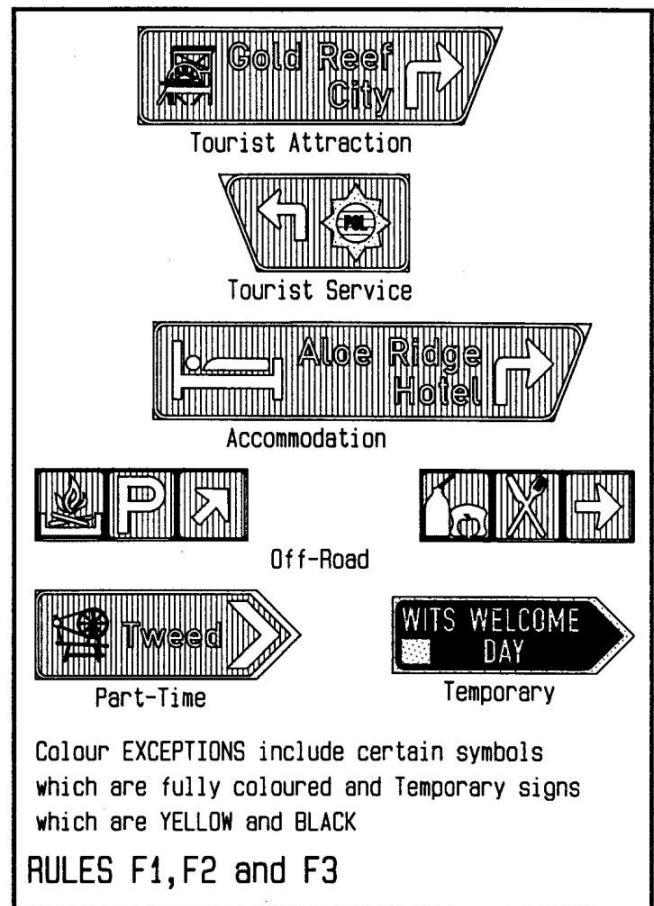 Gold Reef
City
Tourist Attraction
POL
Tourist Service
Aloe Ridge
Hotel
Accommodation
P
Off-Road
Tweed
Part-Time
WITS WELCOME
DAY
Temporary
Colour EXCEPTIONS include certain symbols
which are fully coloured and Temporary signs
which are YELLOW and BLACK
RULES F1,F2 and F3